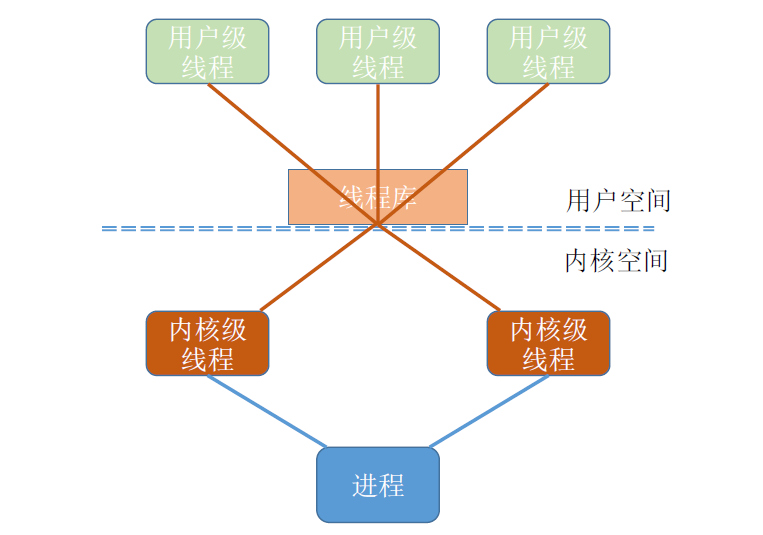 用户级 用户级 用户级
线程 线程 线程
线程库
用户空间
内核空间
内核级 内核级
线程 线程
进程